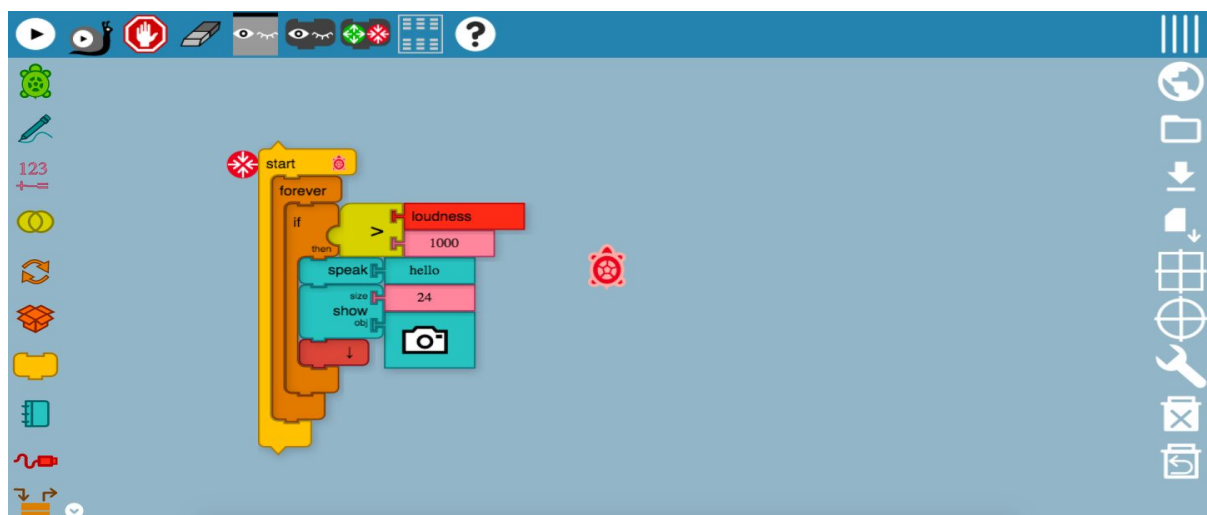 123
start
forever
if
then
>
loudness
1000
speak
hello
size
24
show
obj
?